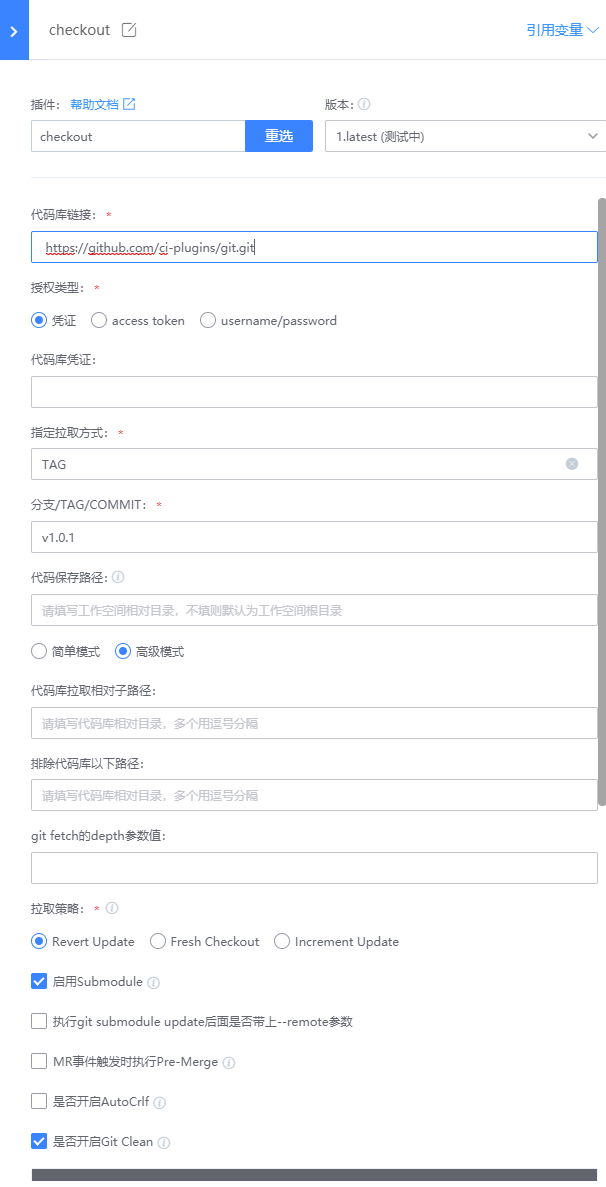 checkout 引用变量
插件： 帮助文档 版本：
checkout 重选 1.latest (测试中)
代码库链接： *
https://github.com/ci-plugins/git.git
授权类型： *
凭证 access token username/password
代码库凭证：
指定拉取方式： *
TAG
分支/TAG/COMMIT： *
v1.0.1
代码保存路径：
请填写工作空间相对目录，不填则默认为工作空间根目录
简单模式 高级模式
代码库拉取相对子路径：
请填写代码库相对目录，多个用逗号分隔
排除代码库以下路径：
请填写代码库相对目录，多个用逗号分隔
git fetch的depth参数值：
拉取策略： *
Revert Update Fresh Checkout Increment Update
启用Submodule
执行git submodule update后面是否带上--remote参数
MR事件触发时执行Pre-Merge
是否开启AutoCrlf
是否开启Git Clean